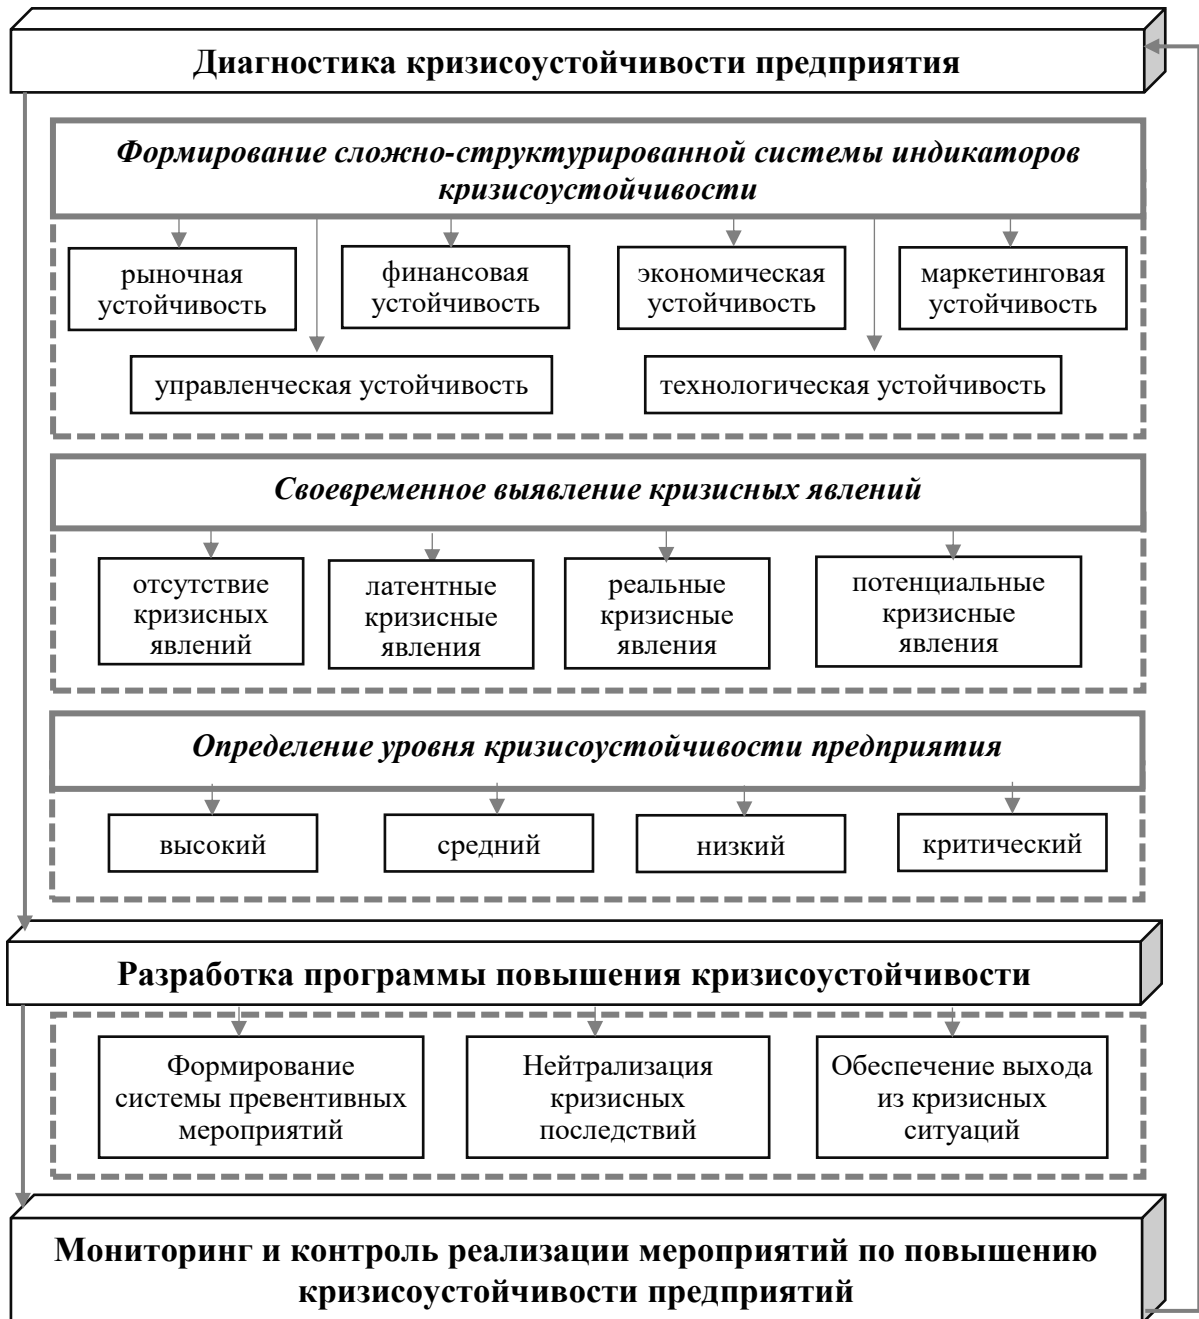 Диагностика кризисоустойчивости предприятия
Формирование сложно-структурированной системы индикаторов
кризисоустойчивости
рыночная
устойчивость
финансовая
устойчивость
экономическая
устойчивость
маркетинговая
устойчивость
управленческая устойчивость
технологическая устойчивость
Своевременное выявление кризисных явлений
отсутствие
кризисных
явлений
латентные
кризисные
явления
реальные
кризисные
явления
потенциальные
кризисные
явления
Определение уровня кризисоустойчивости предприятия
высокий
средний
низкий
критический
Разработка программы повышения кризисоустойчивости
Формирование
системы превентивных
мероприятий
Нейтрализация
кризисных
последствий
Обеспечение выхода
из кризисных
ситуаций
Мониторинг и контроль реализации мероприятий по повышению
кризисоустойчивости предприятий